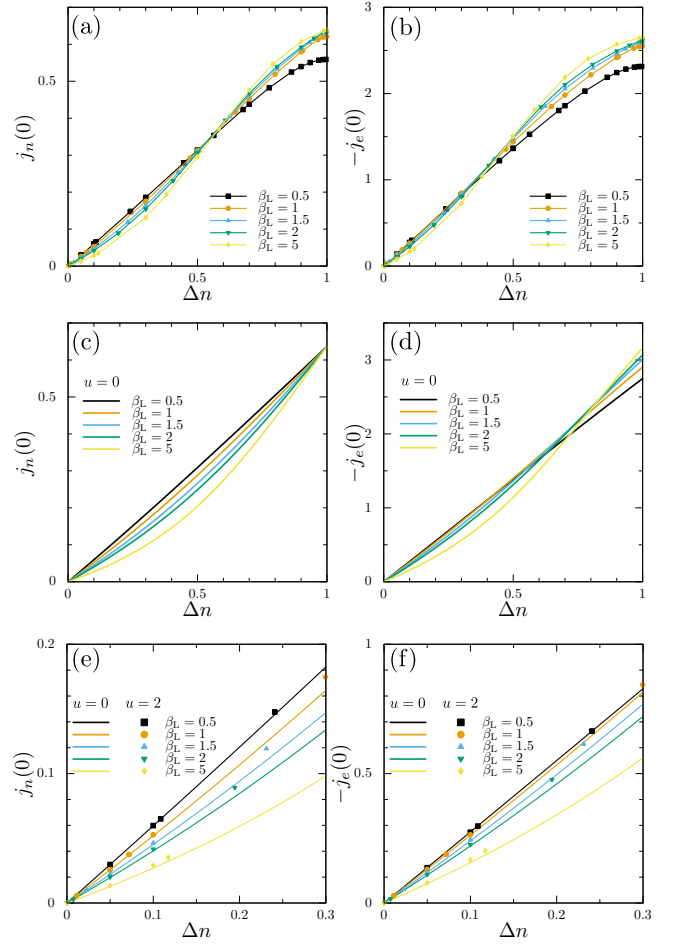 (a)
j_n(0)
0.5
0
β_L = 0.5
β_L = 1
β_L = 1.5
β_L = 2
β_L = 5
0 0.5 1
Δn
(b)
−j_e(0)
3
2
1
0
β_L = 0.5
β_L = 1
β_L = 1.5
β_L = 2
β_L = 5
0 0.5 1
Δn
(c)
j_n(0)
0.5
0
u = 0
β_L = 0.5
β_L = 1
β_L = 1.5
β_L = 2
β_L = 5
0 0.5 1
Δn
(d)
−j_e(0)
3
2
1
0
u = 0
β_L = 0.5
β_L = 1
β_L = 1.5
β_L = 2
β_L = 5
0 0.5 1
Δn
(e)
j_n(0)
0.2
0.1
0
u = 0 u = 2
β_L = 0.5
β_L = 1
β_L = 1.5
β_L = 2
β_L = 5
0 0.1 0.2 0.3
Δn
(f)
−j_e(0)
1
0.5
0
u = 0 u = 2
β_L = 0.5
β_L = 1
β_L = 1.5
β_L = 2
β_L = 5
0 0.1 0.2 0.3
Δn